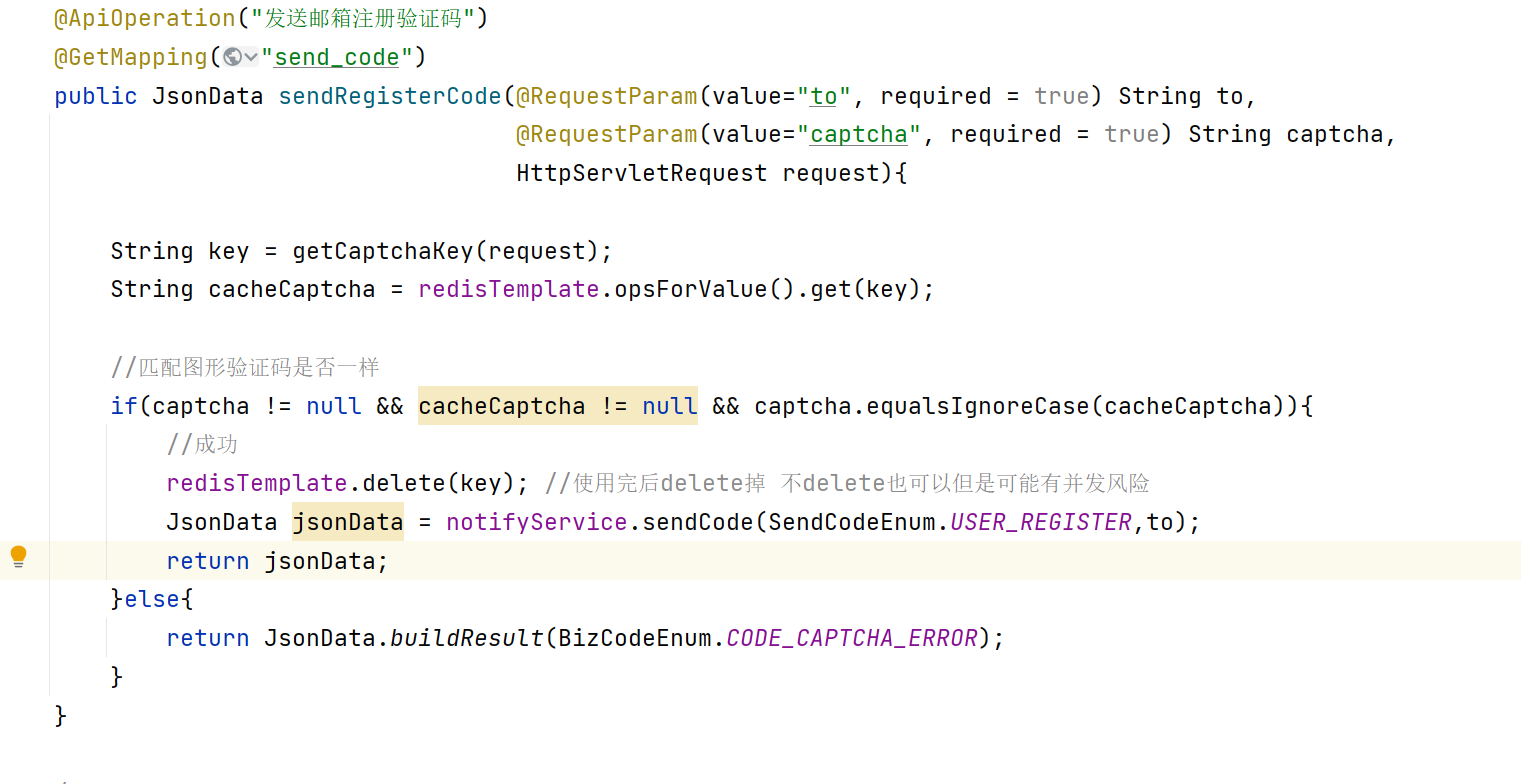 @ApiOperation("发送邮箱注册验证码")
@GetMapping("send_code")
public JsonData sendRegisterCode(@RequestParam(value="to", required = true) String to,
@RequestParam(value="captcha", required = true) String captcha,
HttpServletRequest request){
String key = getCaptchaKey(request);
String cacheCaptcha = redisTemplate.opsForValue().get(key);
//匹配图形验证码是否一样
if(captcha != null && cacheCaptcha != null && captcha.equalsIgnoreCase(cacheCaptcha)){
//成功
redisTemplate.delete(key); //使用完后delete掉 不delete也可以但是可能有并发风险
JsonData jsonData = notifyService.sendCode(SendCodeEnum.USER_REGISTER,to);
return jsonData;
}else{
return JsonData.buildResult(BizCodeEnum.CODE_CAPTCHA_ERROR);
}
}